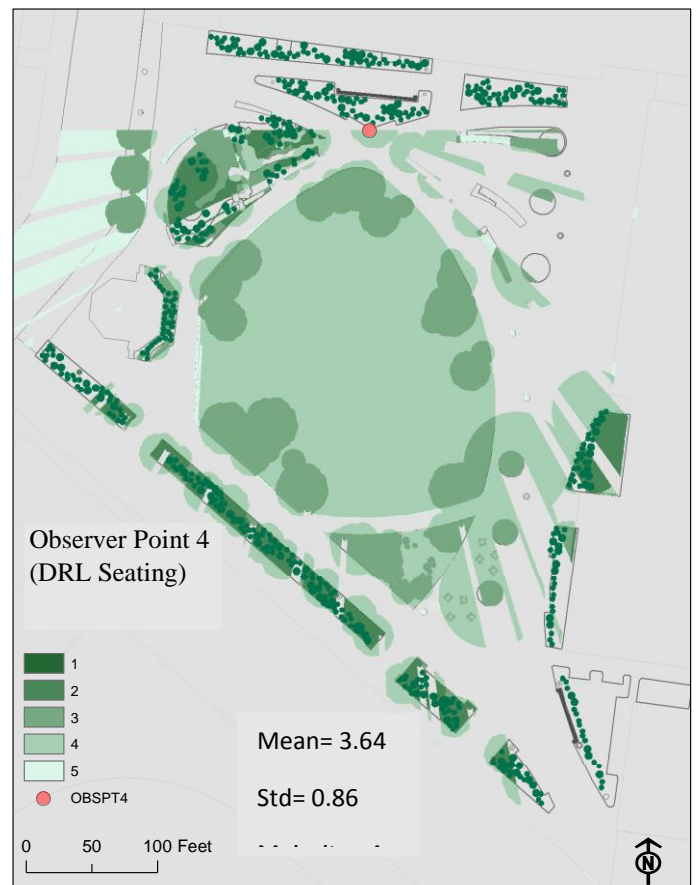 Observer Point 4
(DRL Seating)
1
2
3
4
5
OBSPT4
0 50 100 Feet
Mean= 3.64
Std= 0.86
N